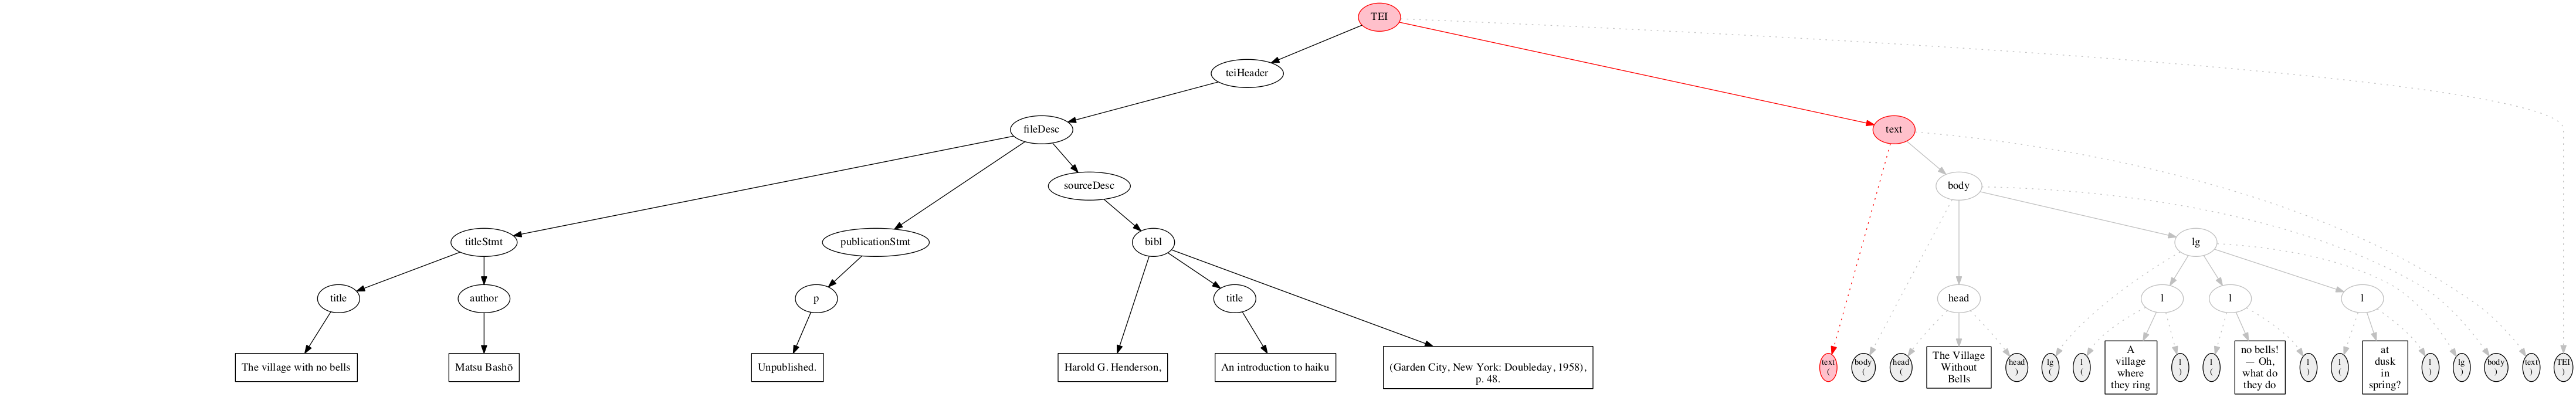 TEI
teiHeader
fileDesc
text
sourceDesc
body
titleStmt
publicationStmt
bibl
lg
title
author
p
title
head
l
l
l
The village with no bells
Matsu Bashō
Unpublished.
Harold G. Henderson,
An introduction to haiku
(Garden City, New York: Doubleday, 1958),
p. 48.
text
(
body
(
head
(
The Village
Without
Bells
head
)
lg
(
l
(
A
village
where
they ring
l
)
l
(
no bells!
— Oh,
what do
they do
l
)
l
(
at
dusk
in
spring?
l
)
lg
)
body
)
text
)
TEI
)